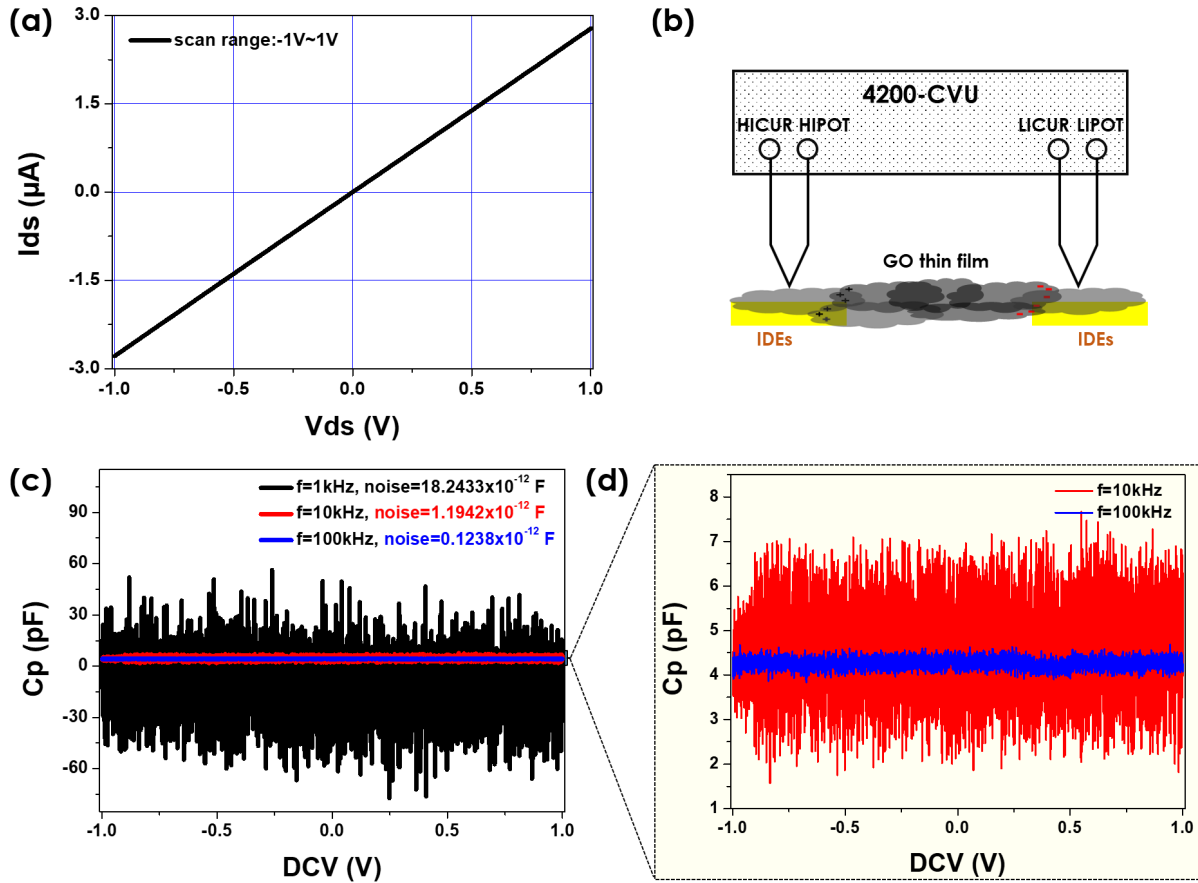 (a)
scan range:-1V~1V
3.0
1.5
0.0
-1.5
-3.0
Ids (µA)
-1.0
-0.5
0.0
0.5
1.0
Vds (V)
(b)
4200-CVU
HICUR HIPOT
LICUR LIPOT
GO thin film
IDEs
IDEs
(c)
f=1kHz, noise=18.2433x10⁻¹² F
f=10kHz, noise=1.1942x10⁻¹² F
f=100kHz, noise=0.1238x10⁻¹² F
90
60
30
0
-30
-60
Cp (pF)
-1.0
-0.5
0.0
0.5
1.0
DCV (V)
(d)
f=10kHz
f=100kHz
8
7
6
5
4
3
2
1
Cp (pF)
-1.0
-0.5
0.0
0.5
1.0
DCV (V)